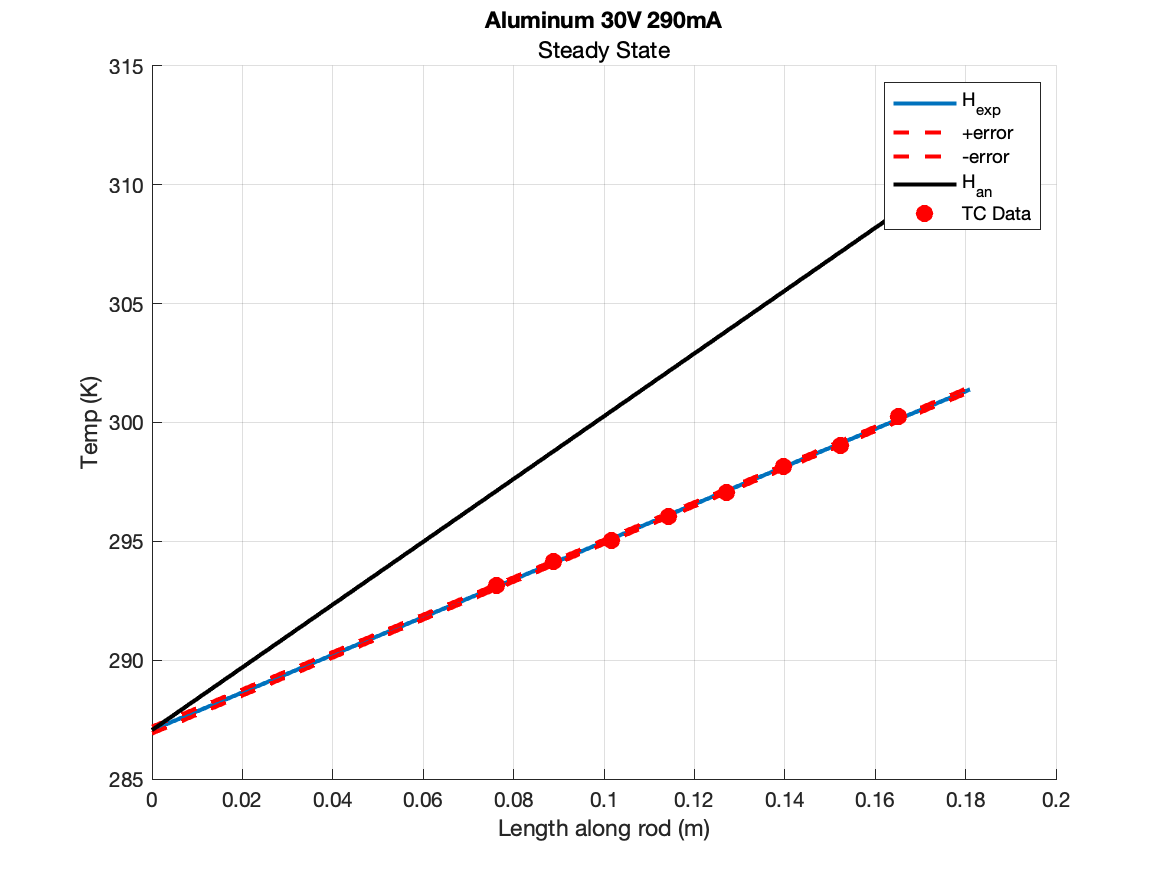 Aluminum 30V 290mA
Steady State
315
310
305
300
295
290
285
Temp (K)
0 0.02 0.04 0.06 0.08 0.1 0.12 0.14 0.16 0.18 0.2
Length along rod (m)
H_exp
+error
-error
H_an
TC Data